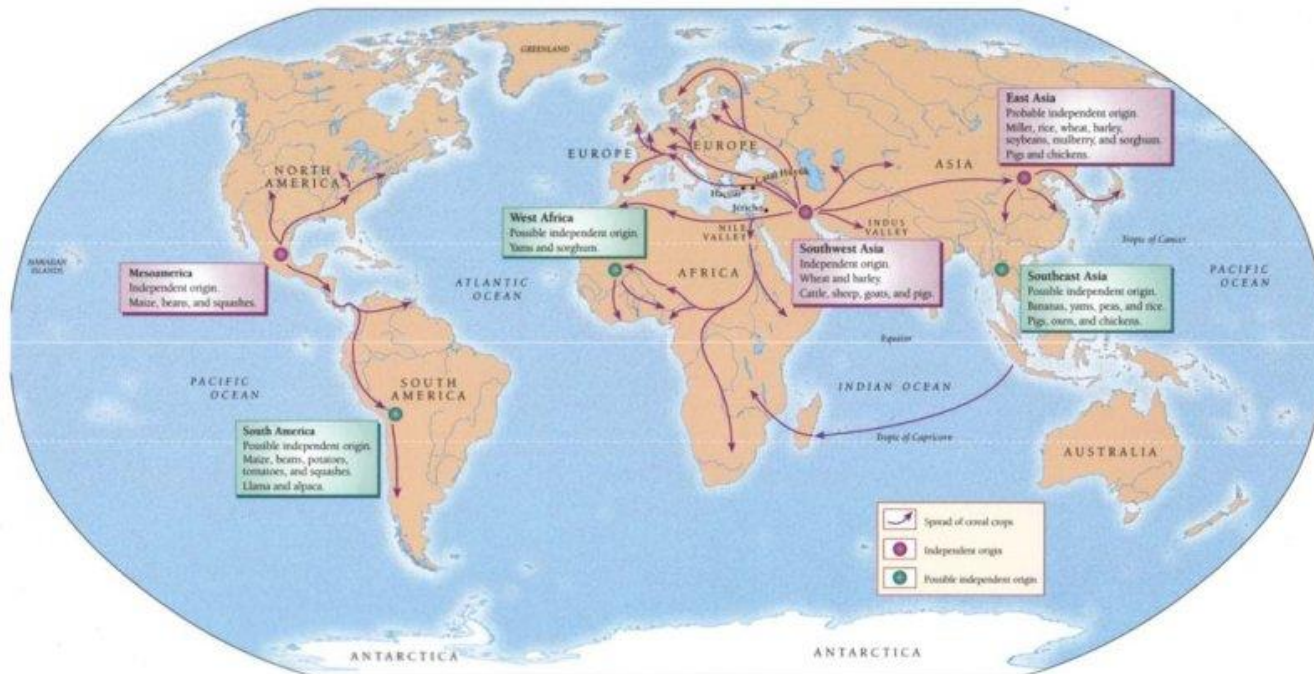 GREENLAND
NORTH
AMERICA
HAWAIIAN
ISLANDS
Mesoamerica
Independent origin.
Maize, beans, and squashes.
ATLANTIC
OCEAN
PACIFIC
OCEAN
SOUTH
AMERICA
South America
Possible independent origin.
Maize, beans, potatoes,
tomatoes, and squashes.
Llama and alpaca.
EUROPE
EUROPE
Catal Hüyük
Hacilar
Jericho
NILE
VALLEY
West Africa
Possible independent origin.
Yams and sorghum.
AFRICA
ASIA
INDUS
VALLEY
Southwest Asia
Independent origin.
Wheat and barley.
Cattle, sheep, goats, and pigs.
East Asia
Probable independent origin.
Millet, rice, wheat, barley,
soybeans, mulberry, and sorghum.
Pigs and chickens.
Tropic of Cancer
PACIFIC
OCEAN
Southeast Asia
Possible independent origin.
Bananas, yams, peas, and rice.
Pigs, oxen, and chickens.
Equator
INDIAN OCEAN
Tropic of Capricorn
AUSTRALIA
Spread of cereal crops
Independent origin
Possible independent origin
ANTARCTICA
ANTARCTICA